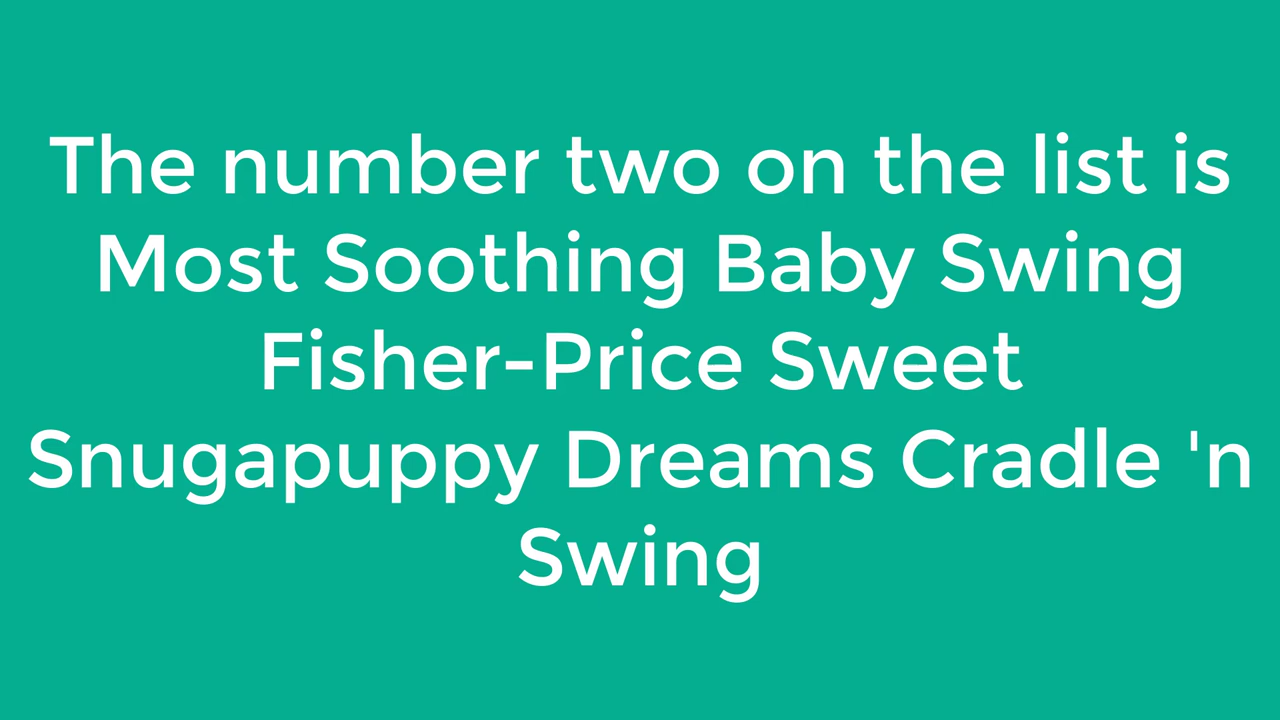 The number two on the list is
Most Soothing Baby Swing
Fisher-Price Sweet
Snugapuppy Dreams Cradle 'n
Swing